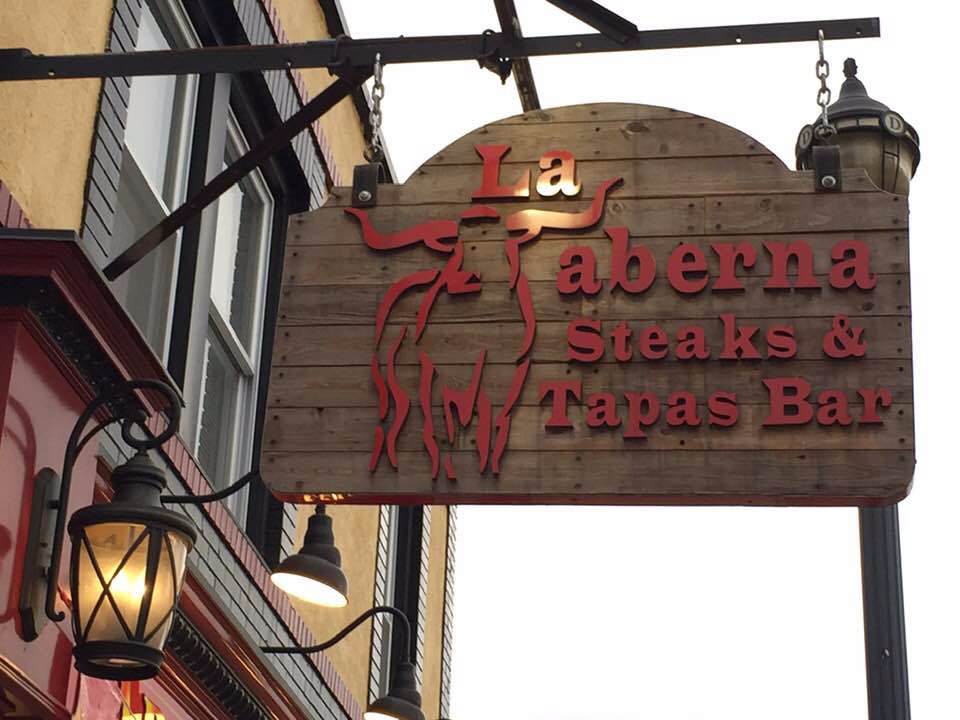 La
Taberna
Steaks &
Tapas Bar